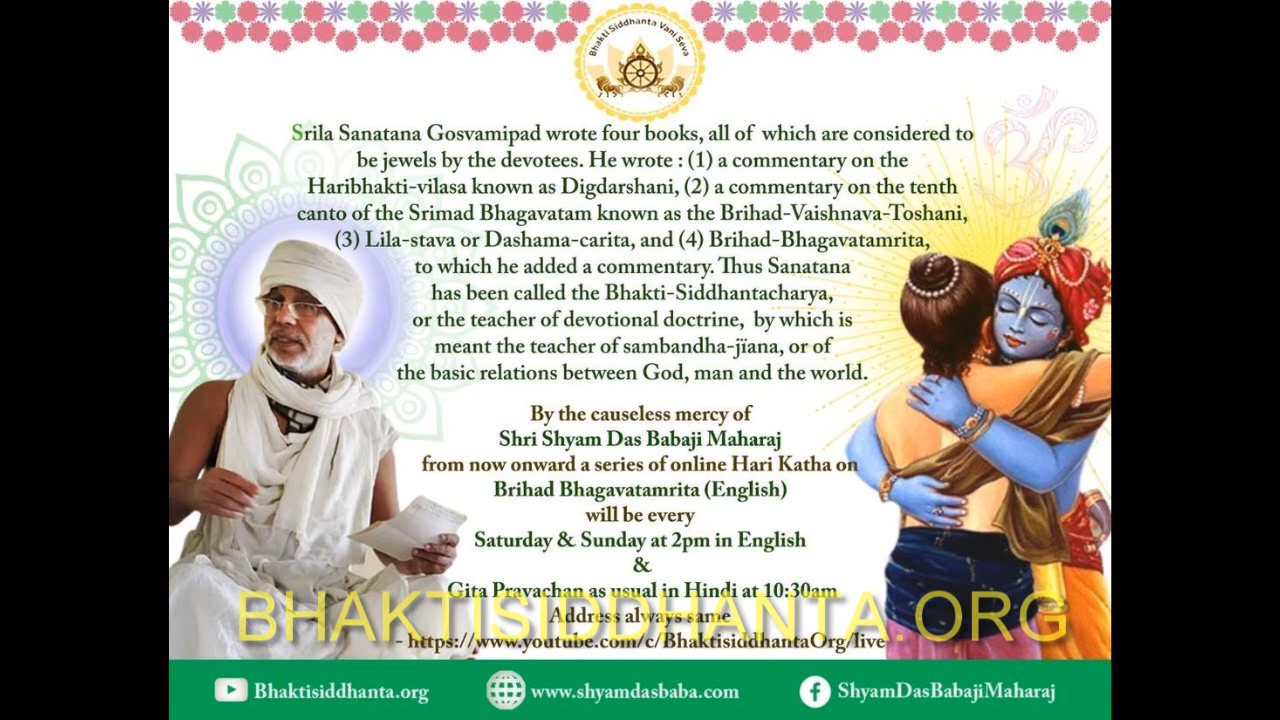 Bhakti Siddhanta Vani Seva
Srila Sanatana Gosvamipad wrote four books, all of which are considered to
be jewels by the devotees. He wrote : (1) a commentary on the
Haribhakti-vilasa known as Digdarshani, (2) a commentary on the tenth
canto of the Srimad Bhagavatam known as the Brihad-Vaishnava-Toshani,
(3) Lila-stava or Dashama-carita, and (4) Brihad-Bhagavatamrita,
to which he added a commentary. Thus Sanatana
has been called the Bhakti-Siddhantacharya,
or the teacher of devotional doctrine, by which is
meant the teacher of sambandha-jïana, or of
the basic relations between God, man and the world.
By the causeless mercy of
Shri Shyam Das Babaji Maharaj
from now onward a series of online Hari Katha on
Brihad Bhagavatamrita (English)
will be every
Saturday & Sunday at 2pm in English
&
Gita Pravachan as usual in Hindi at 10:30am
BHAKTISIDDHANTA.ORG
Address always same
- https://www.youtube.com/c/BhaktisiddhantaOrg/live-
Bhaktisiddhanta.org
www.shyamdasbaba.com
ShyamDasBabajiMaharaj
ॐ